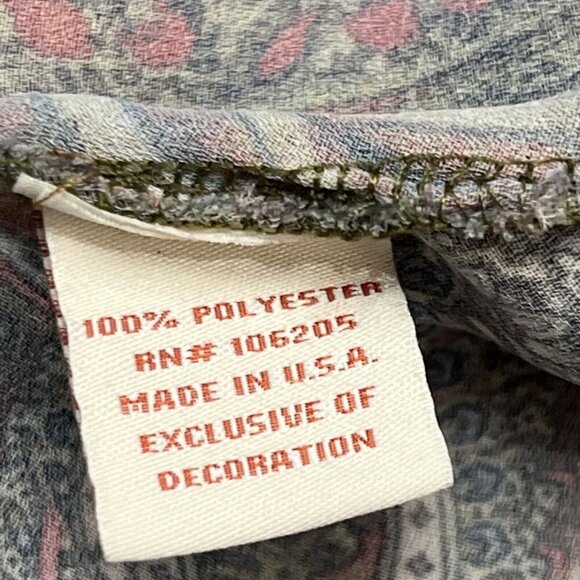 100% POLYESTER
RN# 106205
MADE IN U.S.A.
EXCLUSIVE OF
DECORATION